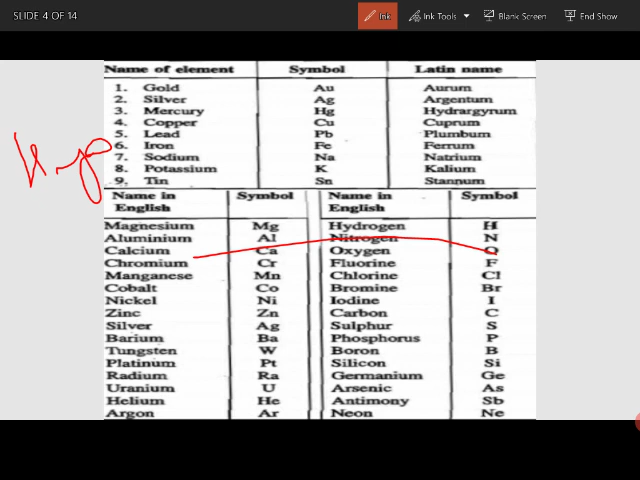 SLIDE 4 OF 14 Ink Ink Tools Blank Screen End Show
Name of element Symbol Latin name
1. Gold Au Aurum
2. Silver Ag Argentum
3. Mercury Hg Hydrargyrum
4. Copper Cu Cuprum
5. Lead Pb Plumbum
6. Iron Fe Ferrum
7. Sodium Na Natrium
8. Potassium K Kalium
9. Tin Sn Stannum
Name in English Symbol Name in English Symbol
Magnesium Mg Hydrogen H
Aluminium Al Nitrogen N
Calcium Ca Oxygen O
Chromium Cr Fluorine F
Manganese Mn Chlorine Cl
Cobalt Co Bromine Br
Nickel Ni Iodine I
Zinc Zn Carbon C
Silver Ag Sulphur S
Barium Ba Phosphorus P
Tungsten W Boron B
Platinum Pt Silicon Si
Radium Ra Germanium Ge
Uranium U Arsenic As
Helium He Antimony Sb
Argon Ar Neon Ne